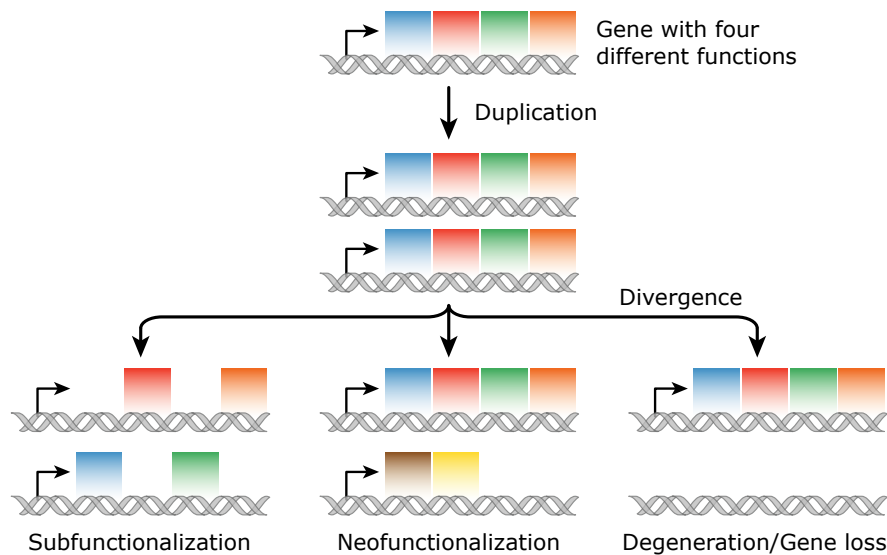 Gene with four
different functions
Duplication
Divergence
Subfunctionalization
Neofunctionalization
Degeneration/Gene loss